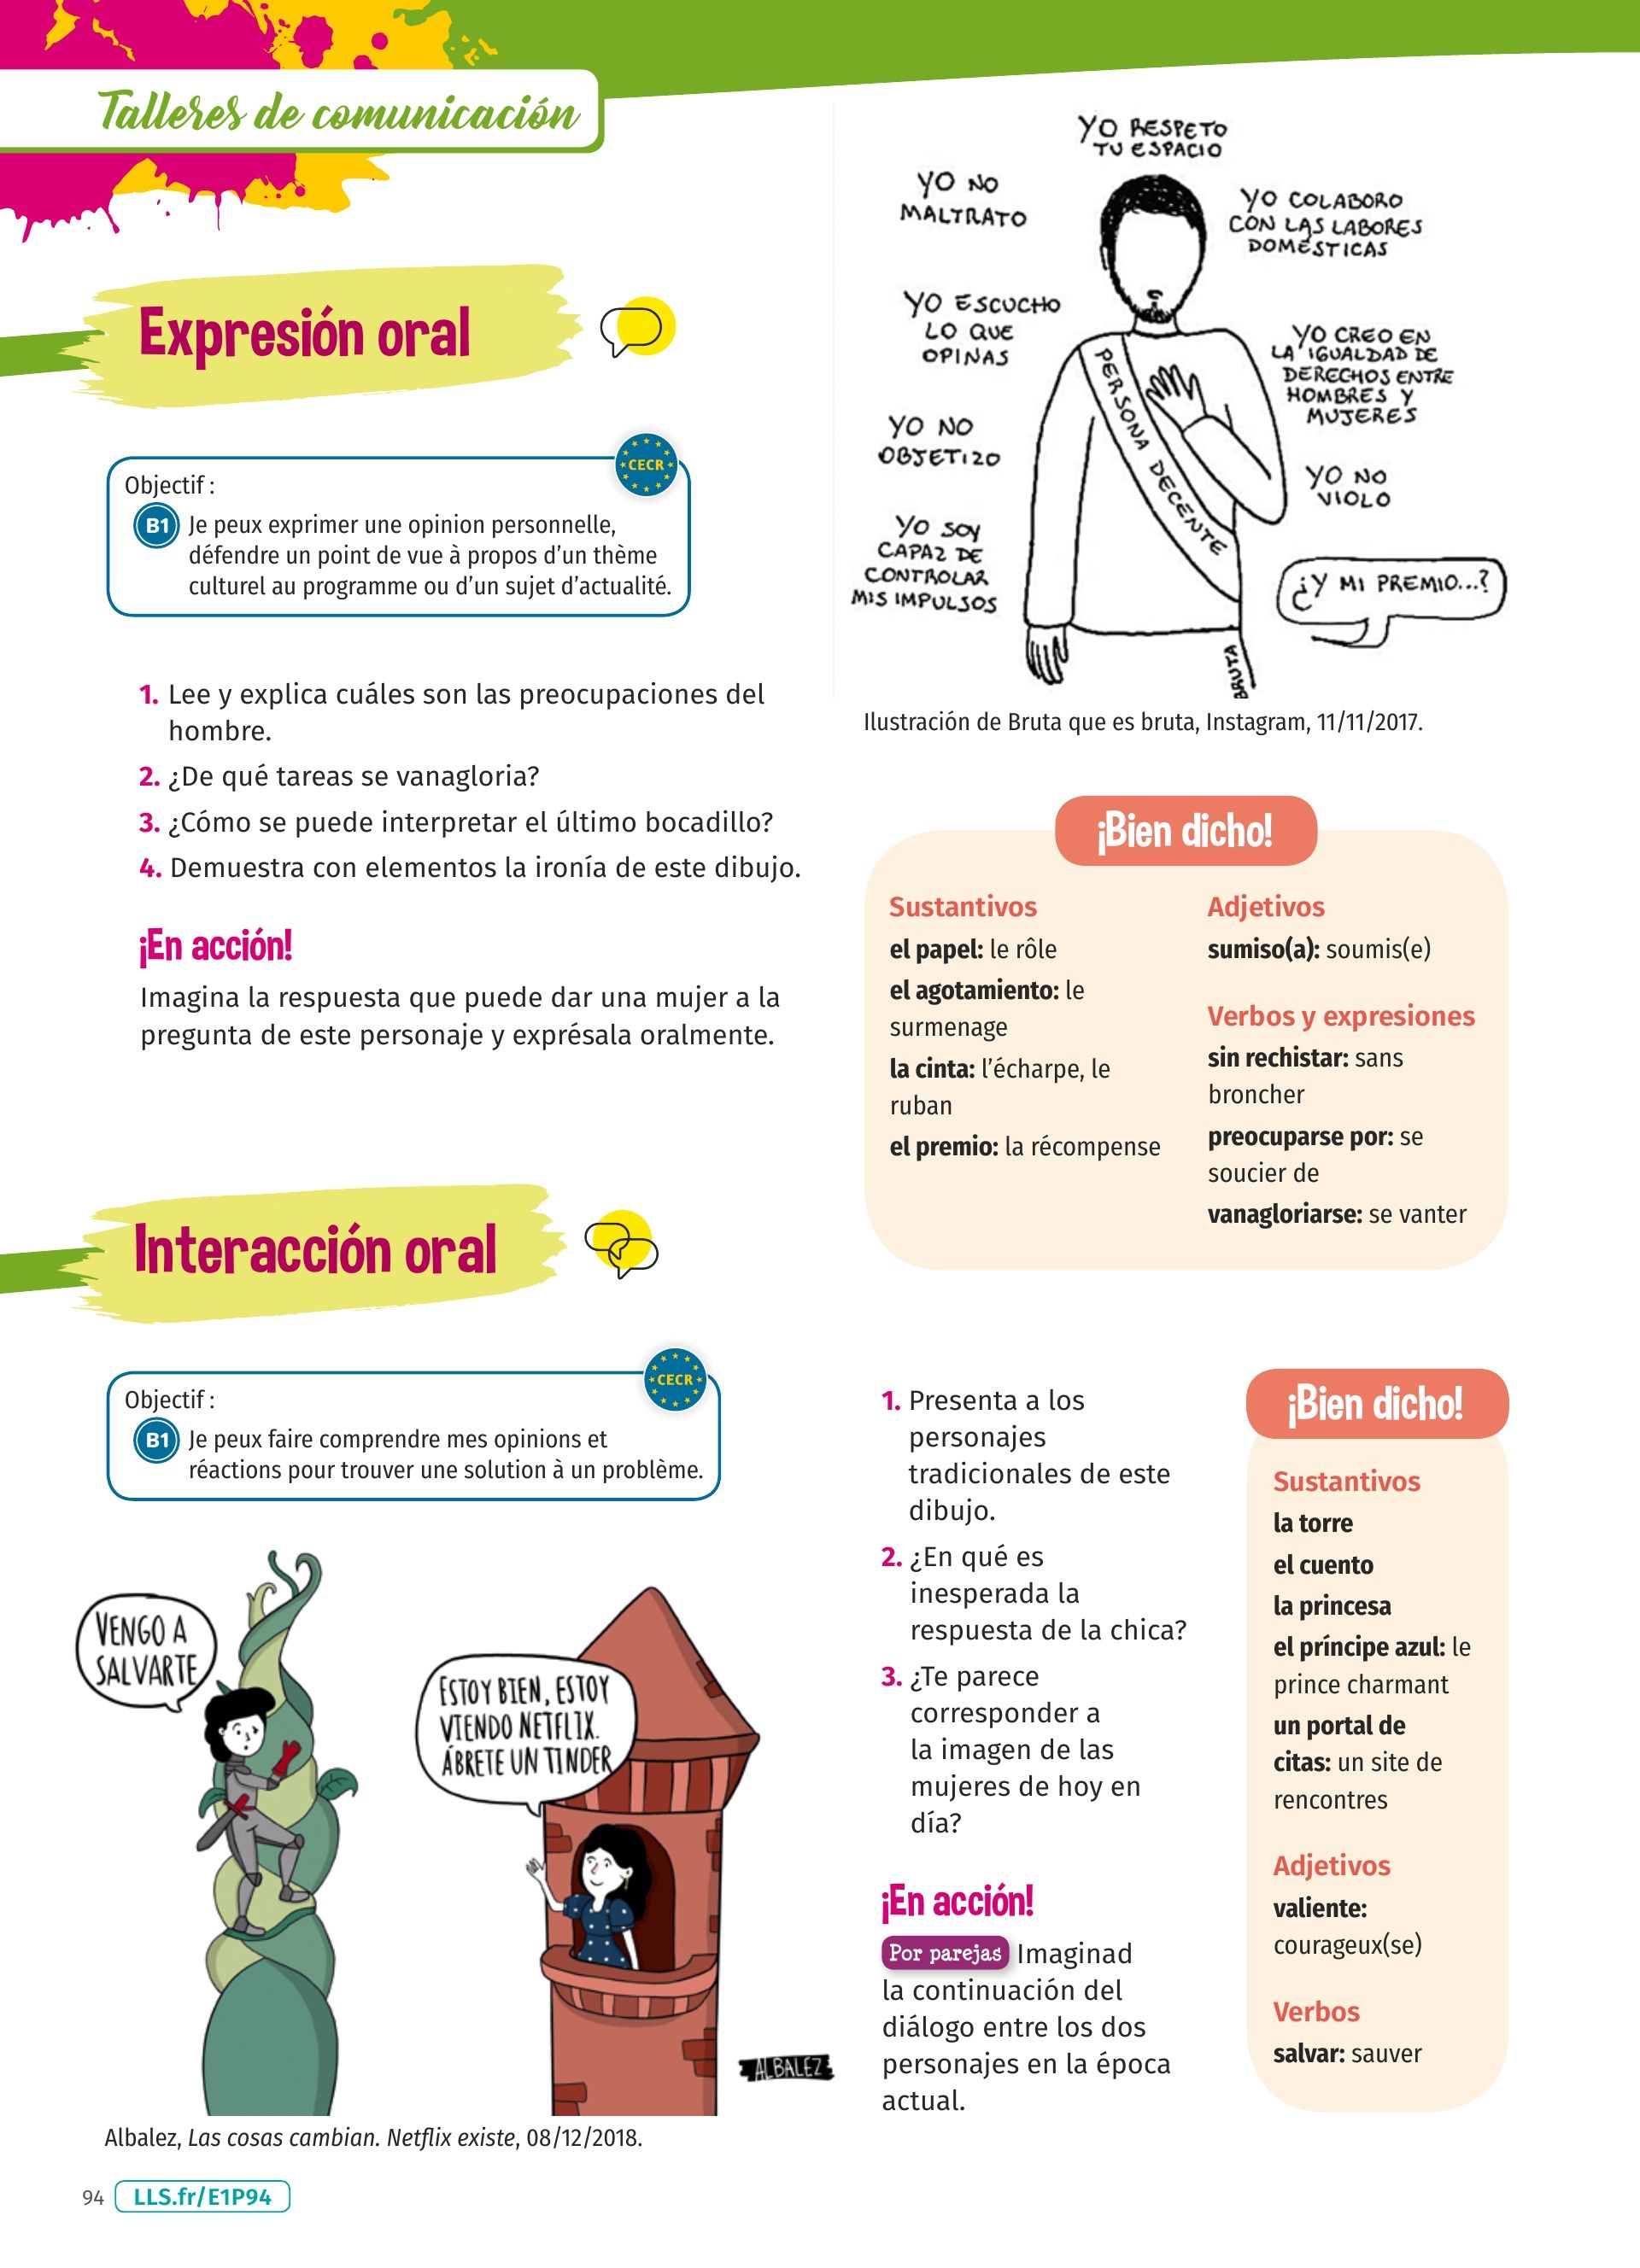 Talleres de comunicación
Expresión oral
CECR
Objectif :
B1 Je peux exprimer une opinion personnelle,
défendre un point de vue à propos d'un thème
culturel au programme ou d'un sujet d'actualité.
1. Lee y explica cuáles son las preocupaciones del
hombre.
2. ¿De qué tareas se vanagloria?
3. ¿Cómo se puede interpretar el último bocadillo?
4. Demuestra con elementos la ironía de este dibujo.
¡En acción!
Imagina la respuesta que puede dar una mujer a la
pregunta de este personaje y exprésala oralmente.
YO RESPETO
TU ESPACIO
YO NO
MALTRATO
YO COLABORO
CON LAS LABORES
DOMÉSTICAS
YO ESCUCHO
LO QUE
OPINAS
YO CREO EN
LA IGUALDAD DE
DERECHOS ENTRE
HOMBRES Y
MUJERES
YO NO
OBJETIZO
YO NO
VIOLO
YO SOY
CAPAZ DE
CONTROLAR
MIS IMPULSOS
PERSONA DECENTE
¿Y MI PREMIO...?
BRUTA
Ilustración de Bruta que es bruta, Instagram, 11/11/2017.
¡Bien dicho!
Sustantivos
el papel: le rôle
el agotamiento: le
surmenage
la cinta: l'écharpe, le
ruban
el premio: la récompense
Adjetivos
sumiso(a): soumis(e)
Verbos y expresiones
sin rechistar: sans
broncher
preocuparse por: se
soucier de
vanagloriarse: se vanter
Interacción oral
CECR
Objectif :
B1 Je peux faire comprendre mes opinions et
réactions pour trouver une solution à un problème.
VENGO A
SALVARTE
ESTOY BIEN, ESTOY
VIENDO NETFLIX.
ÁBRETE UN TINDER
ALBALEZ
Albalez, Las cosas cambian. Netflix existe, 08/12/2018.
1. Presenta a los
personajes
tradicionales de este
dibujo.
2. ¿En qué es
inesperada la
respuesta de la chica?
3. ¿Te parece
corresponder a
la imagen de las
mujeres de hoy en
día?
¡En acción!
Por parejas Imaginad
la continuación del
diálogo entre los dos
personajes en la época
actual.
¡Bien dicho!
Sustantivos
la torre
el cuento
la princesa
el príncipe azul: le
prince charmant
un portal de
citas: un site de
rencontres
Adjetivos
valiente:
courageux(se)
Verbos
salvar: sauver
94
LLS.fr/E1P94